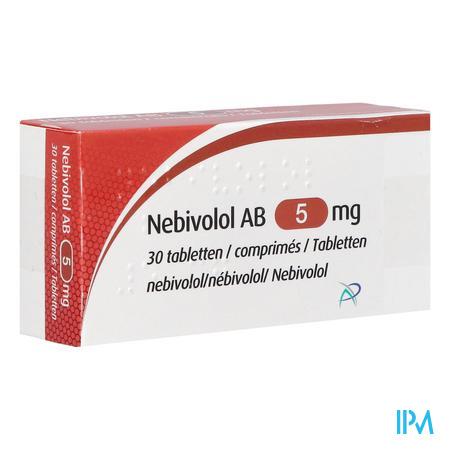 Nebivolol AB 5 mg
30 tabletten / comprimés / Tabletten
nebivolol/nébivolol/ Nebivolol
Nebivolol AB 5 mg
30 tabletten / comprimés / Tabletten
IPM